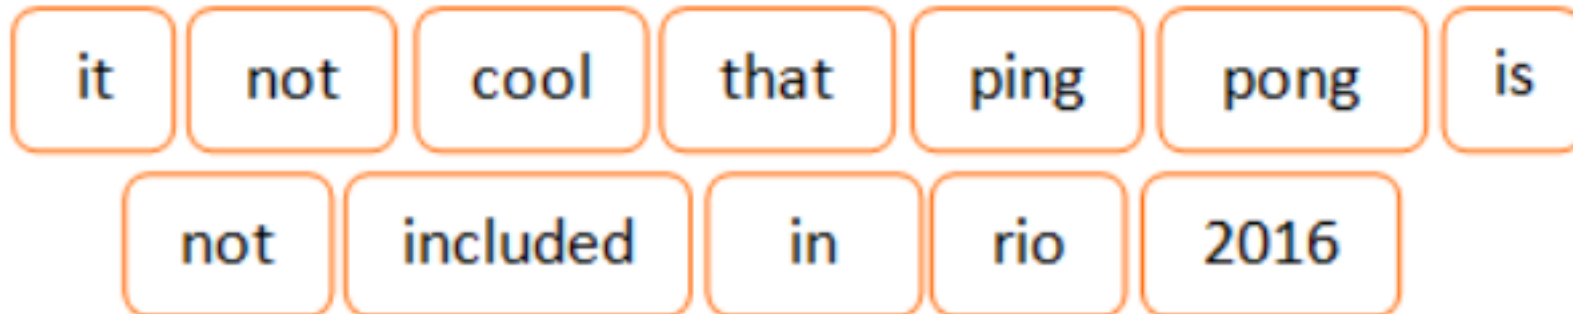 it not cool that ping pong is
not included in rio 2016